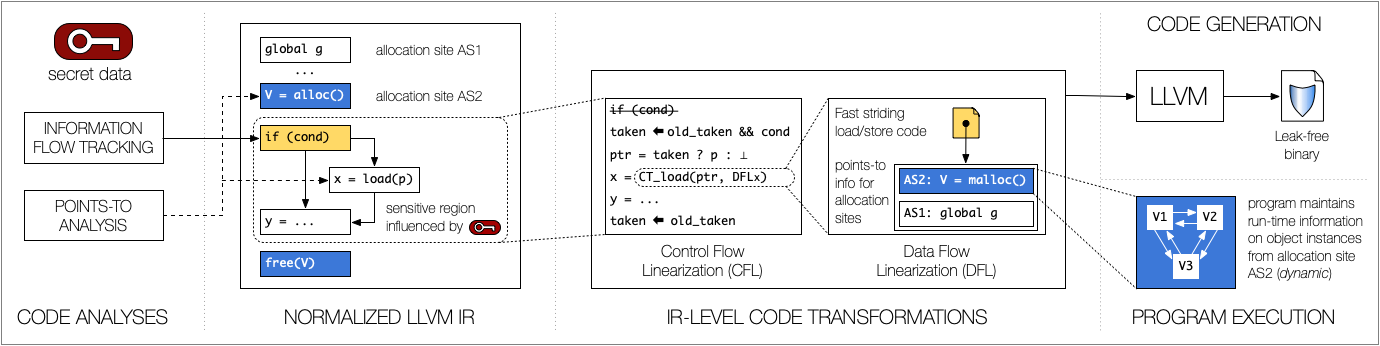 secret data
INFORMATION
FLOW TRACKING
POINTS-TO
ANALYSIS
CODE ANALYSES
global g
allocation site AS1
...
V = alloc()
allocation site AS2
if (cond)
x = load(p)
sensitive region
influenced by
y = ...
free(V)
NORMALIZED LLVM IR
if (cond)
taken ⬅ old_taken && cond
ptr = taken ? p : ⊥
x = CT_load(ptr, DFLx)
y = ...
taken ⬅ old_taken
Control Flow
Linearization (CFL)
Fast striding
load/store code
points-to
info for
allocation
sites
AS2: V = malloc()
AS1: global g
Data Flow
Linearization (DFL)
IR-LEVEL CODE TRANSFORMATIONS
CODE GENERATION
LLVM
Leak-free
binary
V1
V2
V3
program maintains
run-time information
on object instances
from allocation site
AS2 (dynamic)
PROGRAM EXECUTION